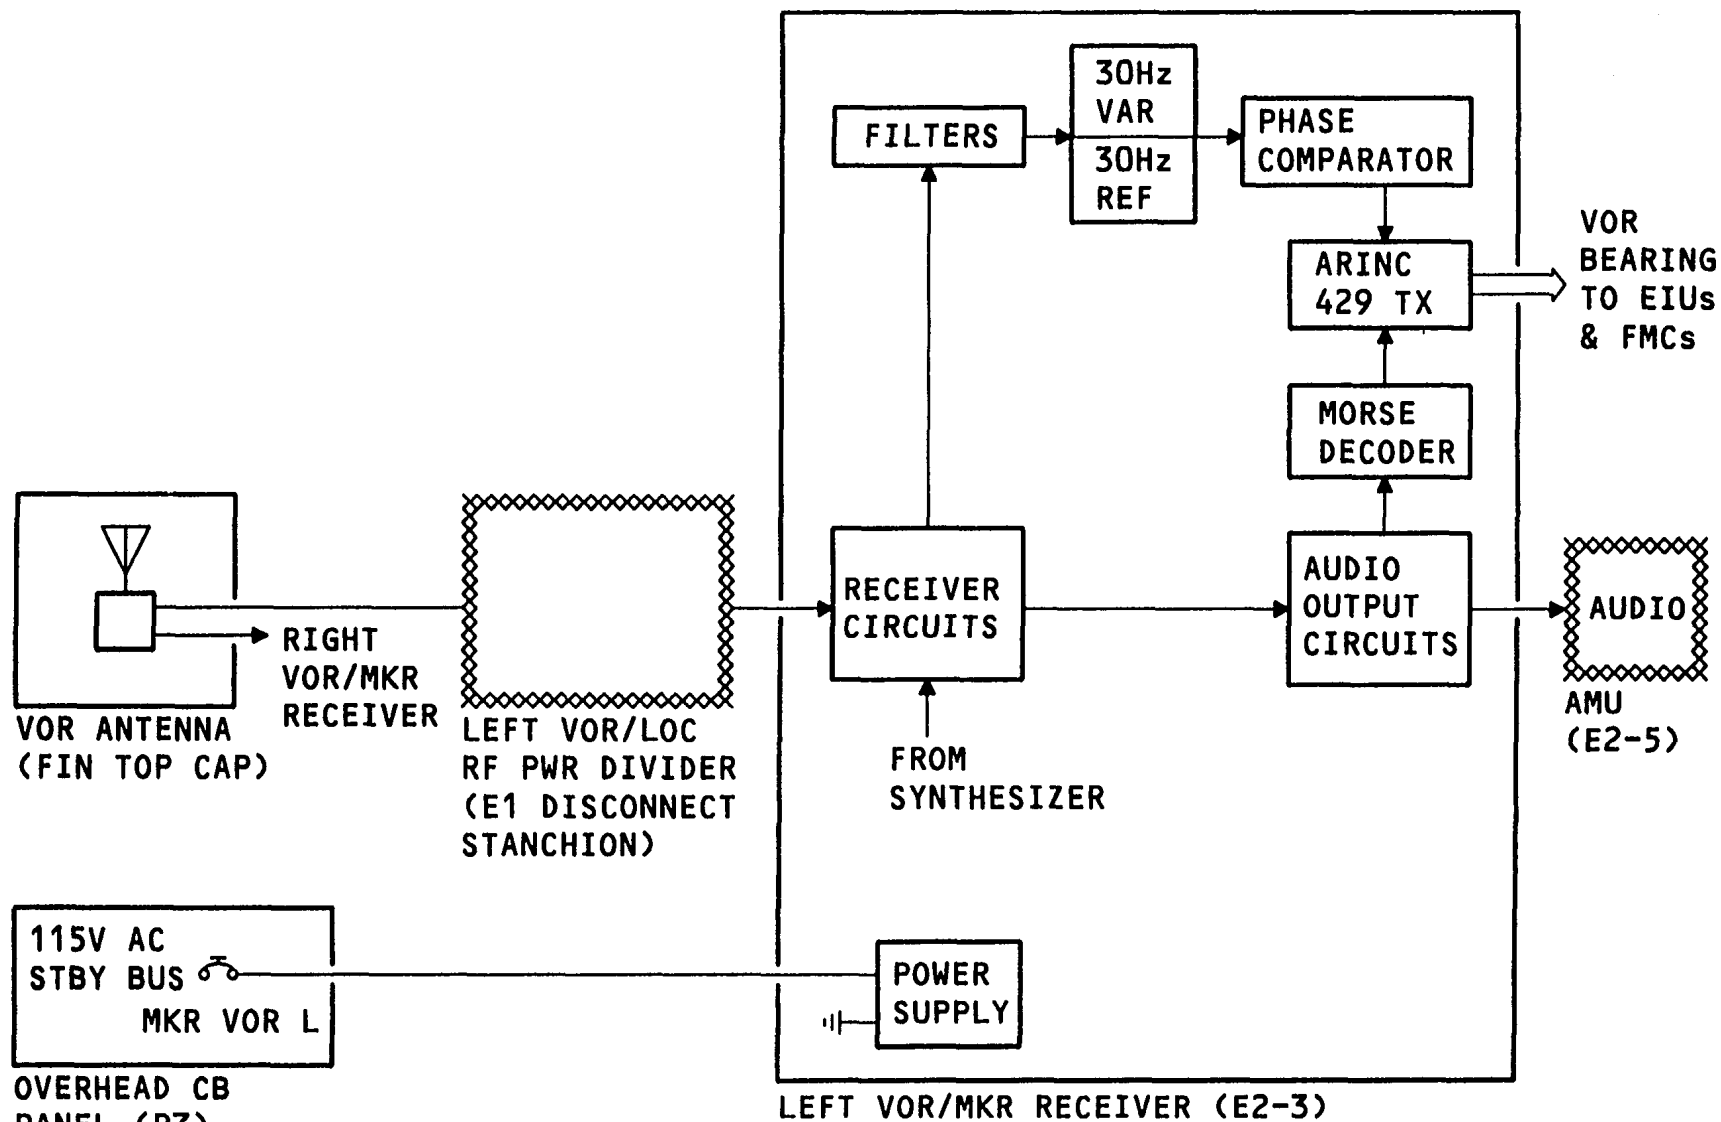 30Hz
VAR
30Hz
REF
FILTERS
PHASE
COMPARATOR
ARINC
429 TX
VOR
BEARING
TO EIUs
& FMCs
MORSE
DECODER
RECEIVER
CIRCUITS
AUDIO
OUTPUT
CIRCUITS
AUDIO
AMU
(E2-5)
RIGHT
VOR/MKR
RECEIVER
VOR ANTENNA
(FIN TOP CAP)
LEFT VOR/LOC
RF PWR DIVIDER
(E1 DISCONNECT
STANCHION)
FROM
SYNTHESIZER
115V AC
STBY BUS
MKR VOR L
POWER
SUPPLY
OVERHEAD CB
LEFT VOR/MKR RECEIVER (E2-3)